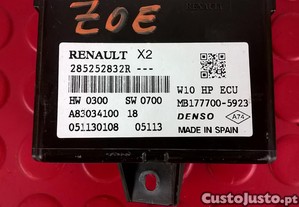 ZOE
RENAULT X2
285252832R ---
W10 HP ECU
HW 0300 SW 0700 MB177700-5923
A83034100 18 DENSO A74
051130108 05113 MADE IN SPAIN
CustoJusto.pt